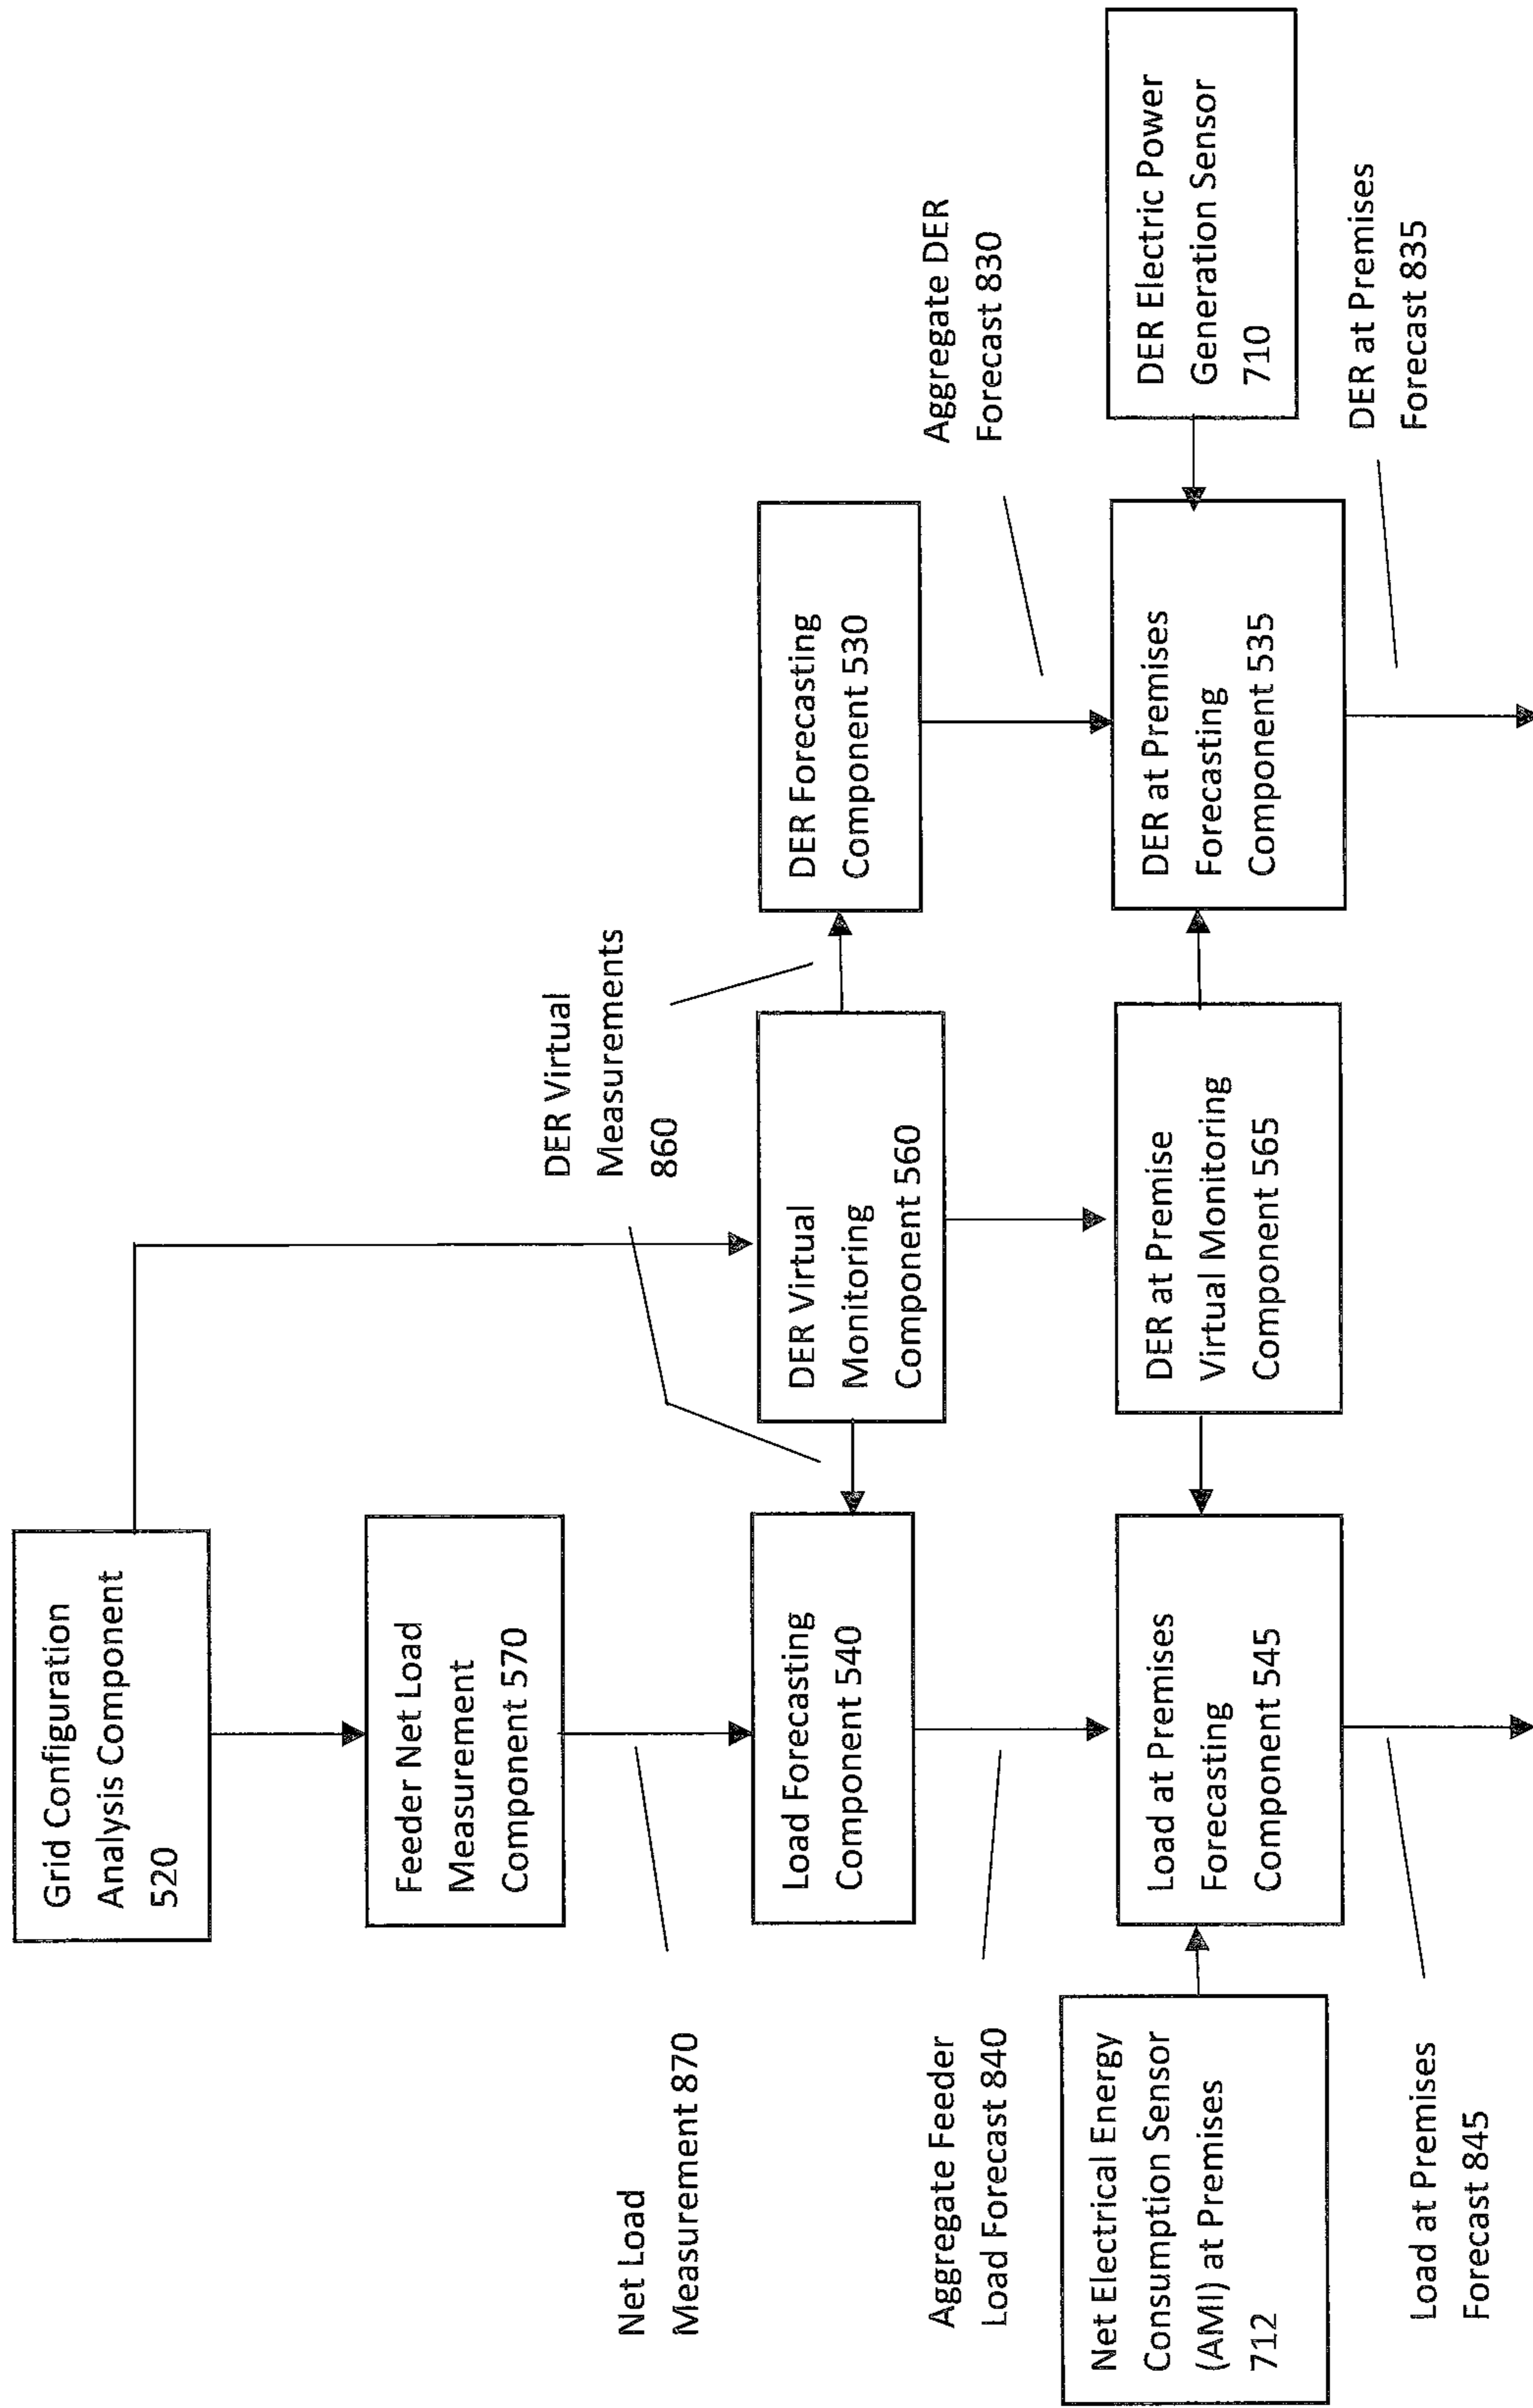 Grid Configuration
Analysis Component
520
Feeder Net Load
Measurement
Component 570
Net Load
Measurement 870
DER Virtual
Measurements
860
Load Forecasting
Component 540
DER Virtual
Monitoring
Component 560
DER Forecasting
Component 530
Aggregate Feeder
Load Forecast 840
Aggregate DER
Forecast 830
Net Electrical Energy
Consumption Sensor
(AMI) at Premises
712
Load at Premises
Forecasting
Component 545
DER at Premise
Virtual Monitoring
Component 565
DER at Premises
Forecasting
Component 535
DER Electric Power
Generation Sensor
710
Load at Premises
Forecast 845
DER at Premises
Forecast 835